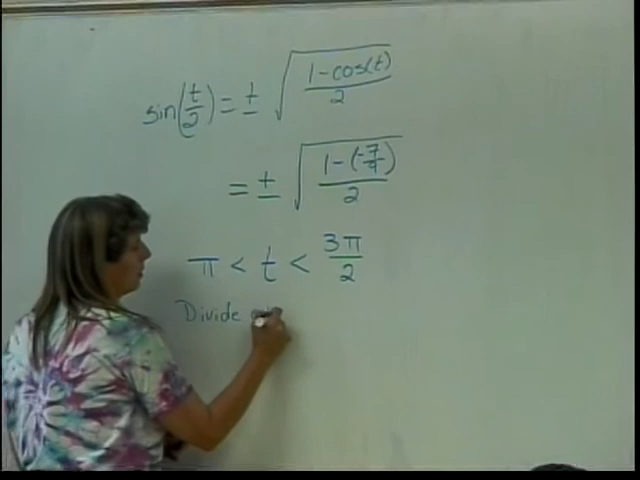 sin(t/2) = ± √((1-cos(t))/2)
= ± √((1-(-7/9))/2)
π < t < 3π/2
Divide